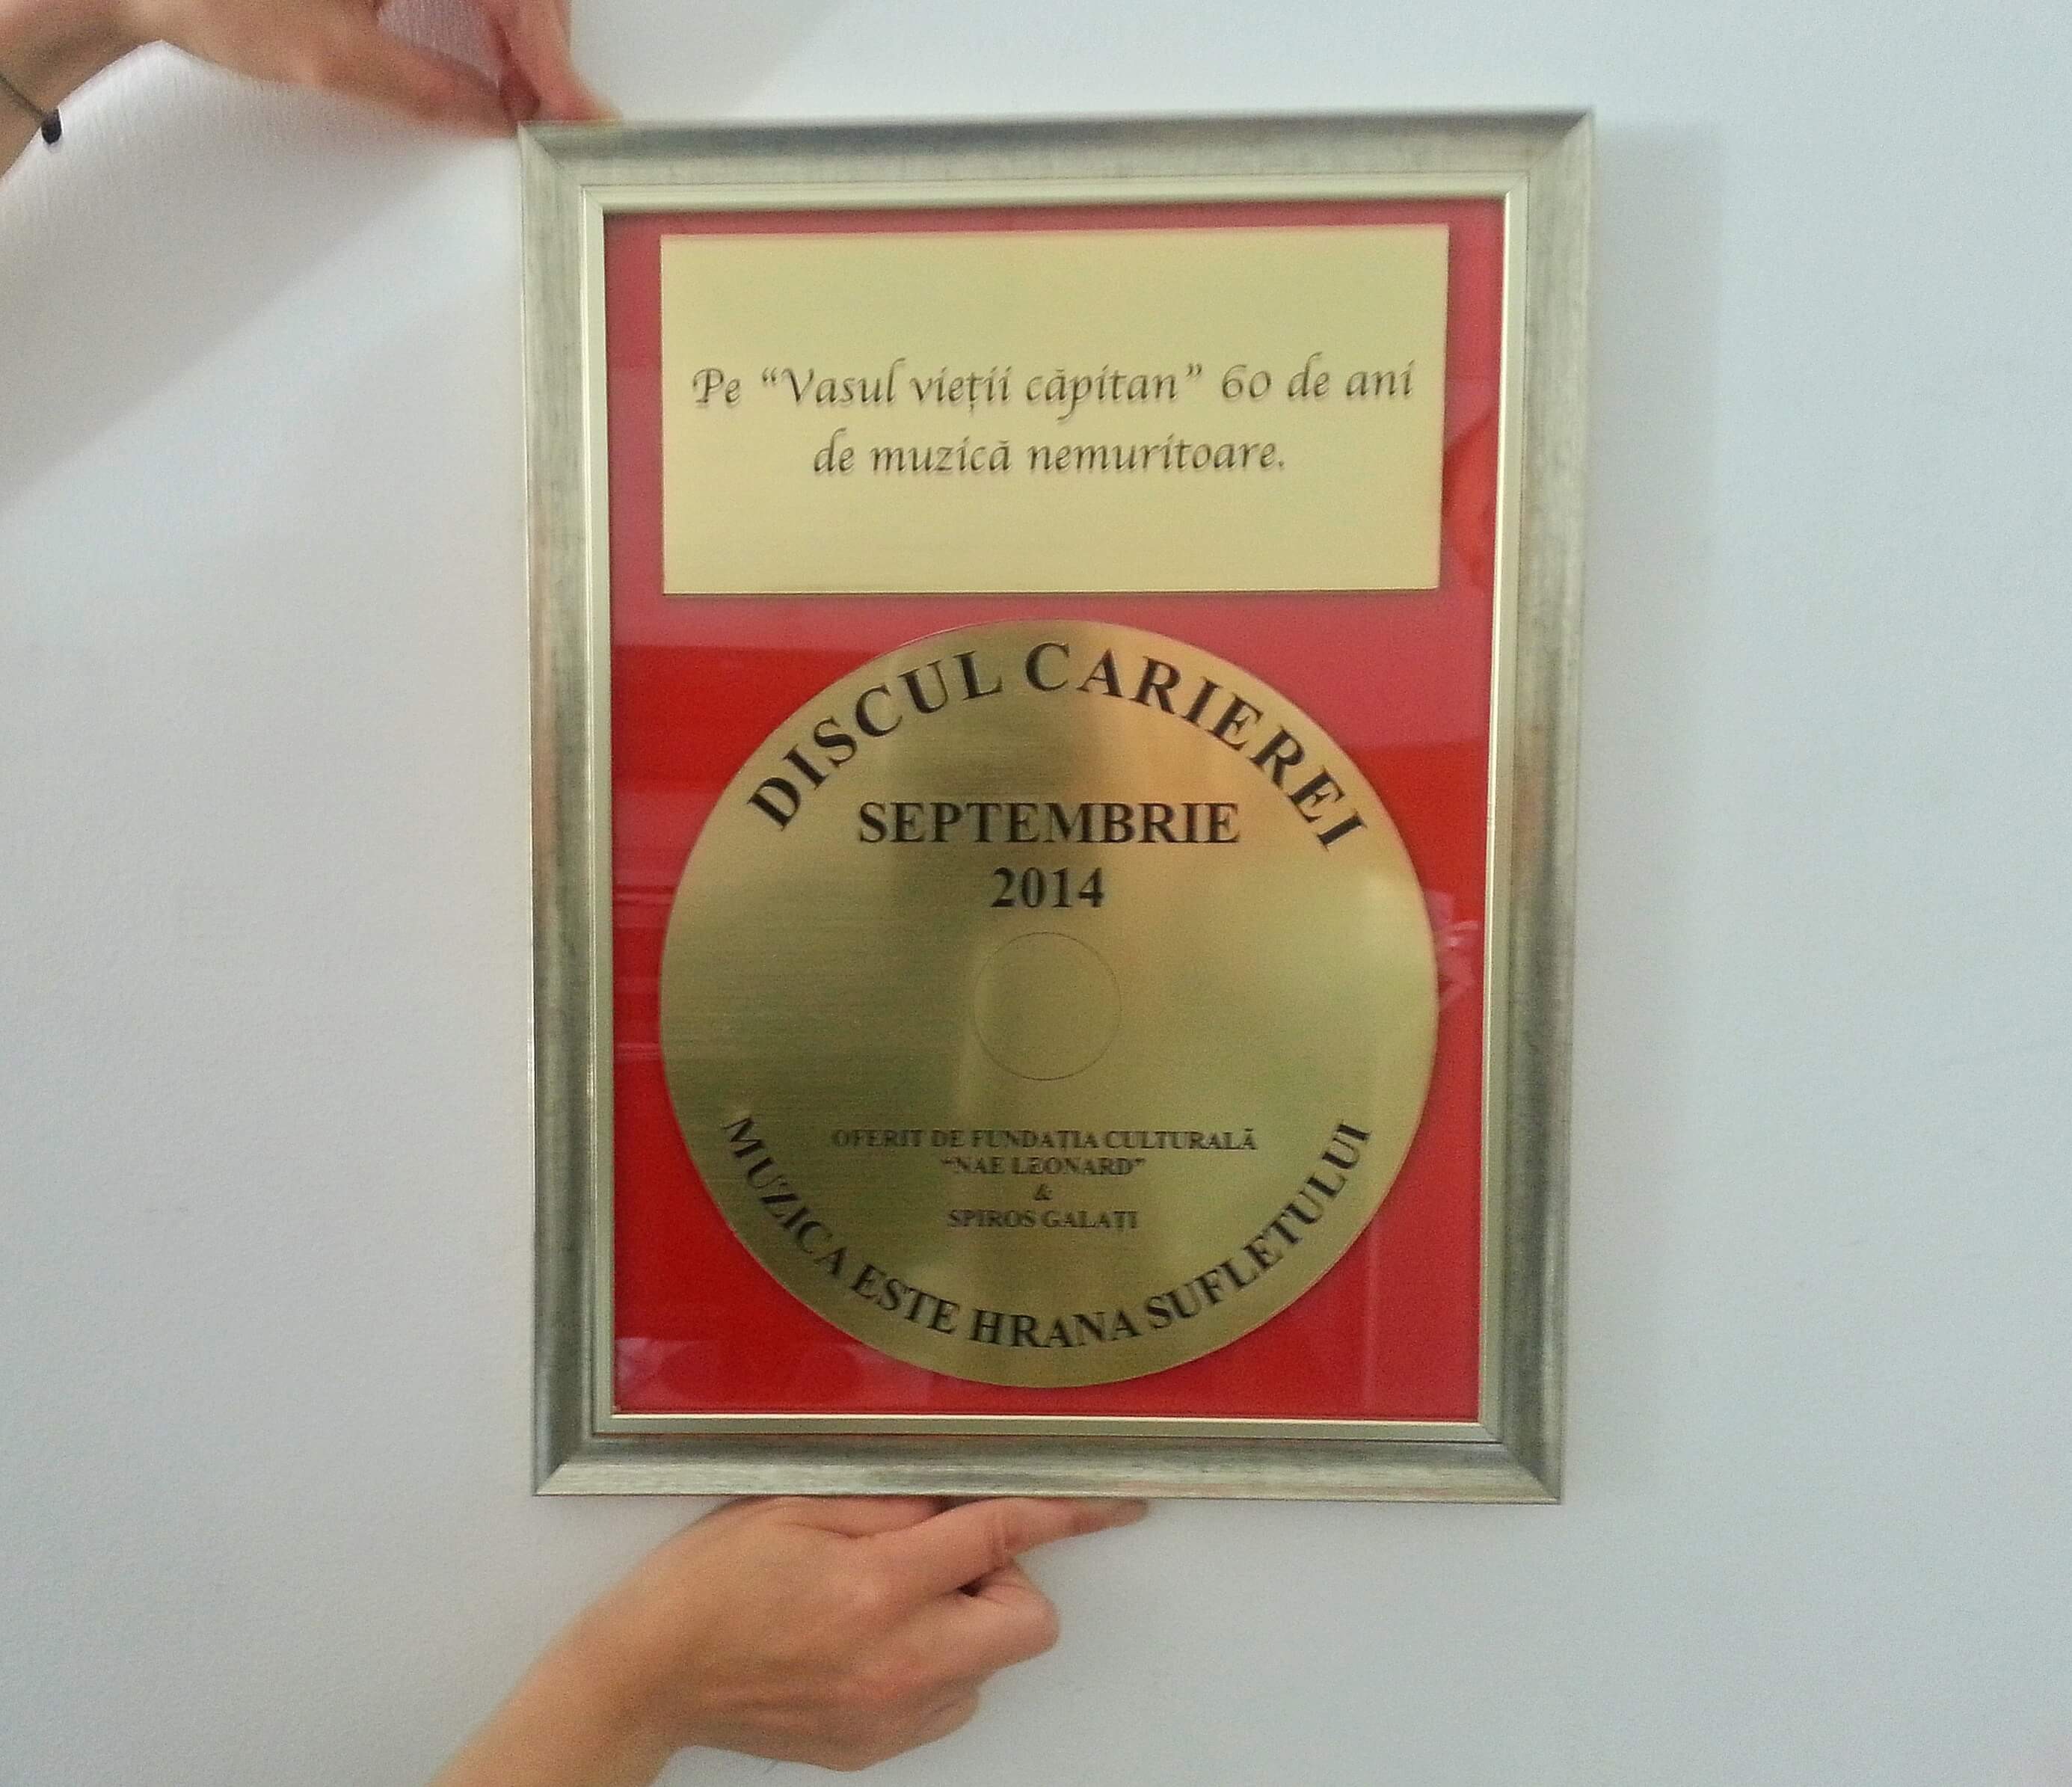 Pe “Vasul vieții căpitan” 60 de ani
de muzică nemuritoare.
DISCUL CARIEREI
SEPTEMBRIE
2014
OFERIT DE FUNDAȚIA CULTURALĂ
“NAE LEONARD”
&
SPIROS GALAȚI
MUZICA ESTE HRANA SUFLETULUI